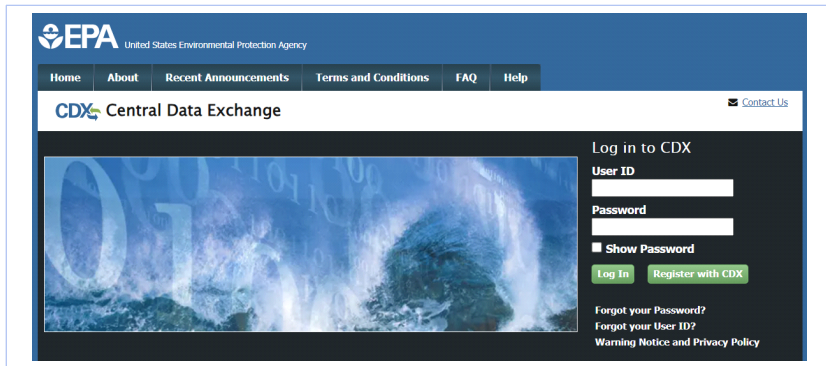 EPA United States Environmental Protection Agency
Home About Recent Announcements Terms and Conditions FAQ Help
CDX Central Data Exchange
Contact Us
Log in to CDX
User ID
Password
Show Password
Log In Register with CDX
Forgot your Password?
Forgot your User ID?
Warning Notice and Privacy Policy